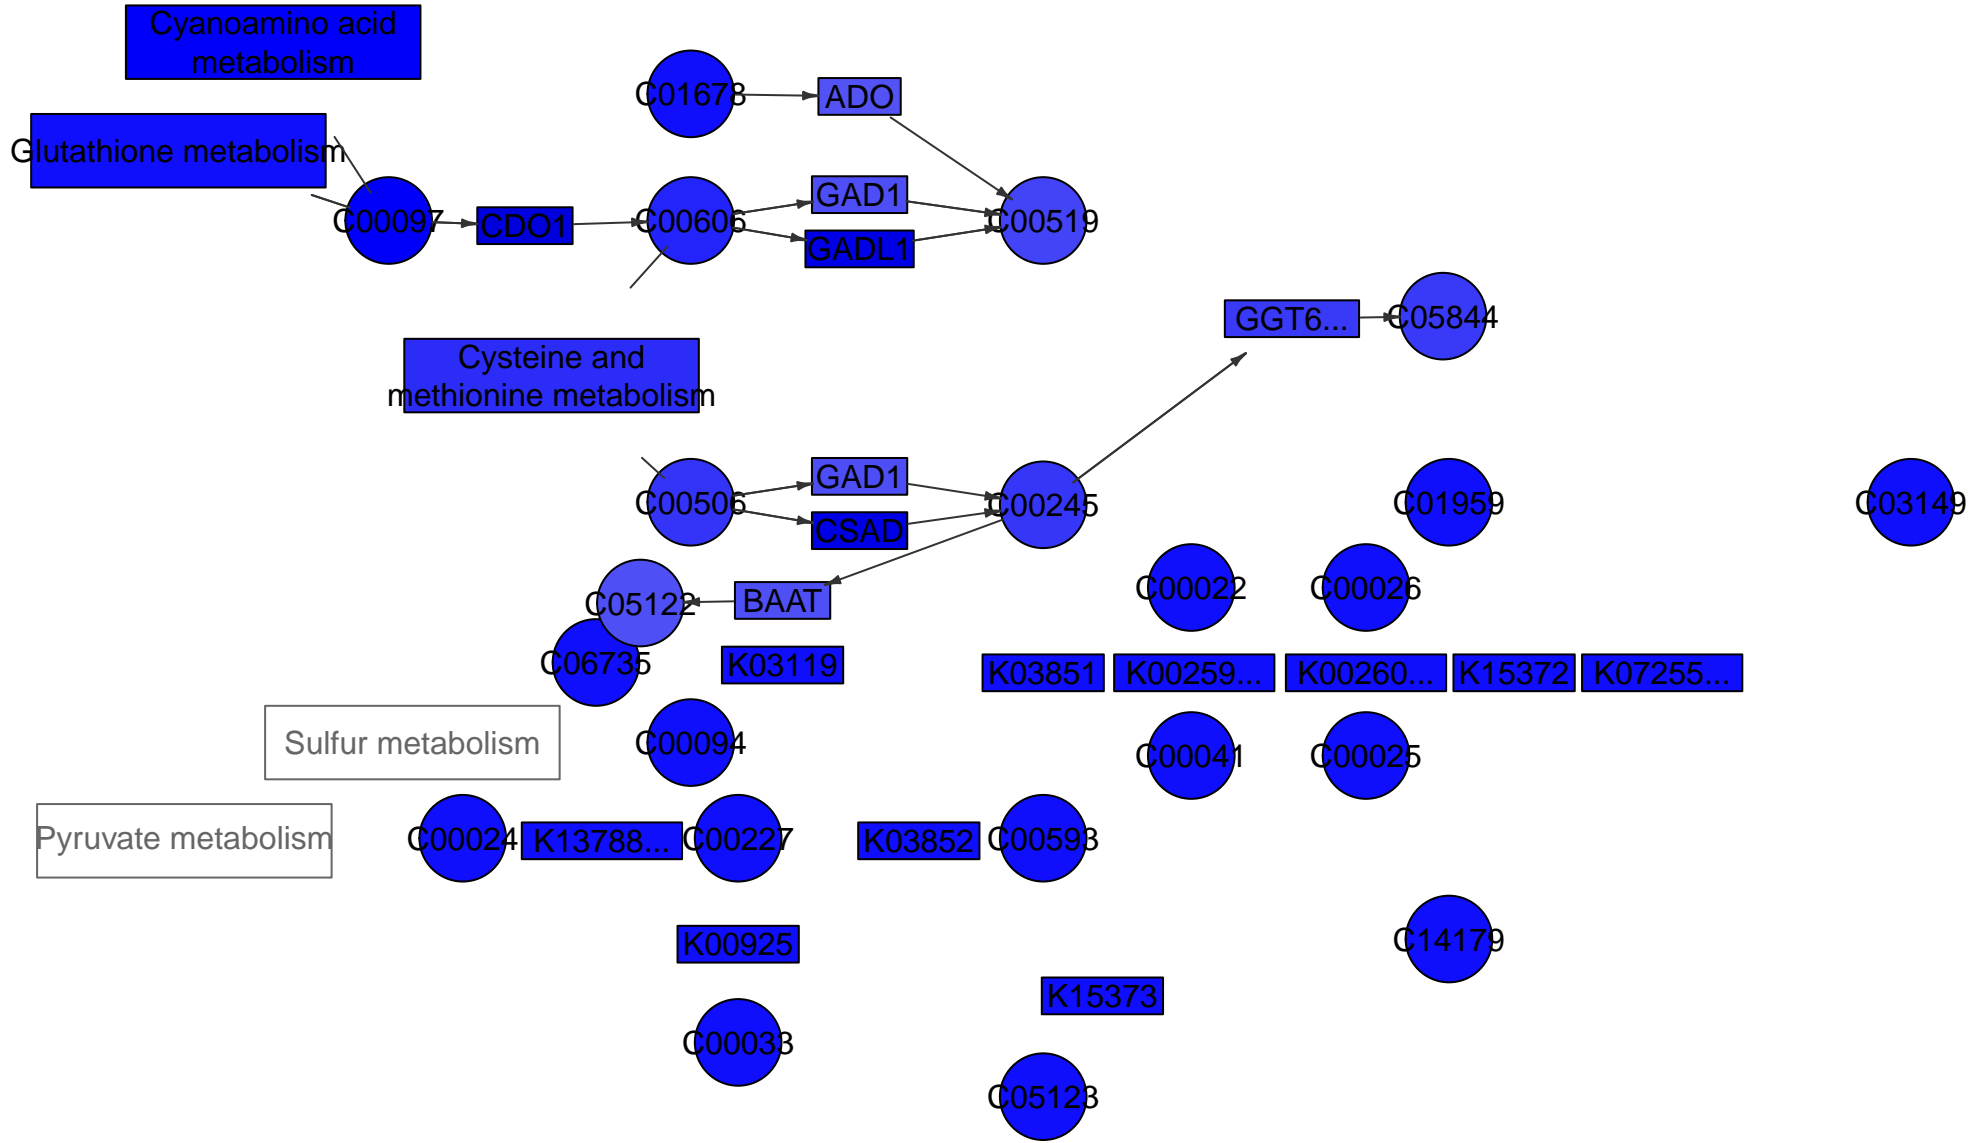 Cyanoamino acid
metabolism
C01678
ADO
Glutathione metabolism
C00097
CDO1
C00606
GAD1
GADL1
C00519
GGT6...
C05844
Cysteine and
methionine metabolism
C00506
GAD1
CSAD
C00245
C01959
C03149
C05122
BAAT
C00022
C00026
C06735
K03119
K03851
K00259...
K00260...
K15372
K07255...
Sulfur metabolism
C00094
C00041
C00025
Pyruvate metabolism
C00024
K13788...
C00227
K03852
C00593
K00925
C14179
K15373
C00033
C05123